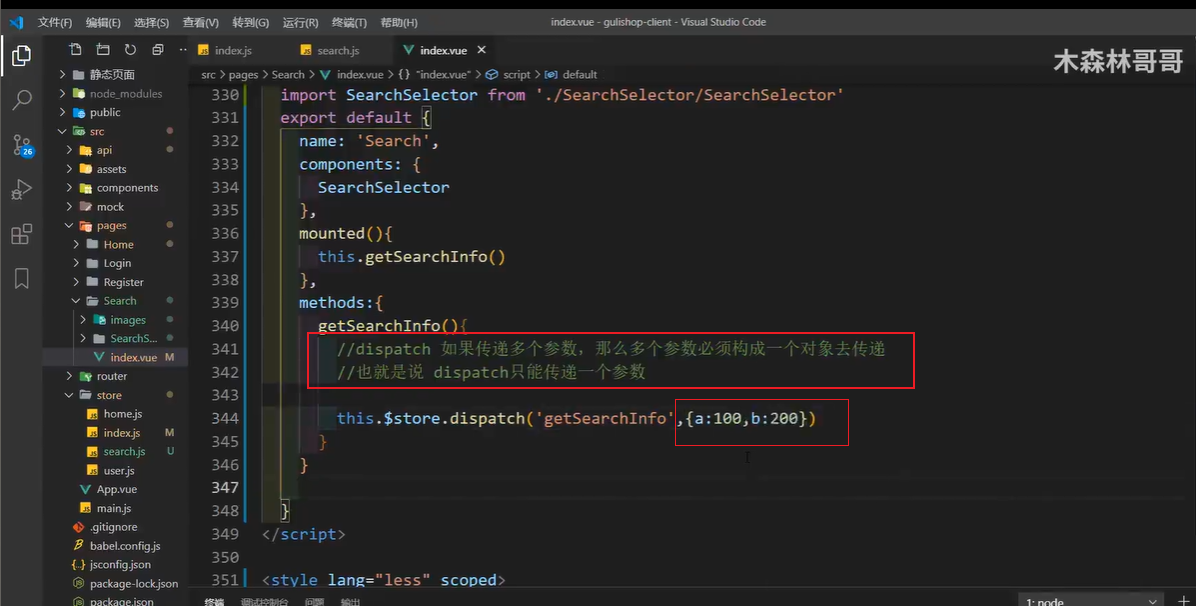 文件(F) 编辑(E) 选择(S) 查看(V) 转到(G) 运行(R) 终端(T) 帮助(H) index.vue - gulishop-client - Visual Studio Code
index.js search.js index.vue
木森林哥哥
src > pages > Search > index.vue > {} "index.vue" > script > default
静态页面
node_modules
public
src
api
assets
components
mock
pages
Home
Login
Register
Search
images
SearchS...
index.vue M
router
store
home.js
index.js M
search.js U
user.js
App.vue
main.js
.gitignore
babel.config.js
jsconfig.json
package-lock.json
package.json
26
330 import SearchSelector from './SearchSelector/SearchSelector'
331 export default {
332 name: 'Search',
333 components: {
334 SearchSelector
335 },
336 mounted(){
337 this.getSearchInfo()
338 },
339 methods:{
340 getSearchInfo(){
341 //dispatch 如果传递多个参数，那么多个参数必须构成一个对象去传递
342 //也就是说 dispatch只能传递一个参数
343
344 this.$store.dispatch('getSearchInfo',{a:100,b:200})
345 }
346 }
347
348 }
349 </script>
350
351 <style lang="less" scoped>
终端 调试控制台 问题 输出 1: node